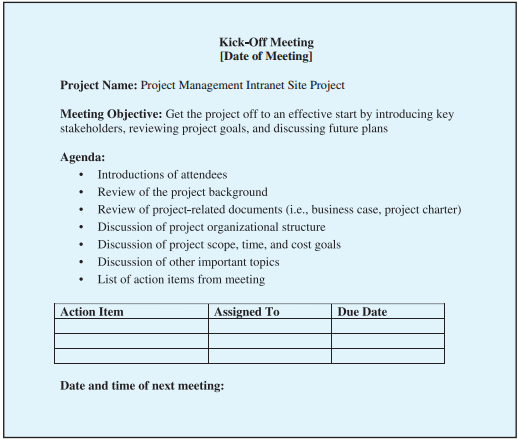 Kick-Off Meeting
[Date of Meeting]
Project Name: Project Management Intranet Site Project
Meeting Objective: Get the project off to an effective start by introducing key
stakeholders, reviewing project goals, and discussing future plans
Agenda:
• Introductions of attendees
• Review of the project background
• Review of project-related documents (i.e., business case, project charter)
• Discussion of project organizational structure
• Discussion of project scope, time, and cost goals
• Discussion of other important topics
• List of action items from meeting
Action Item Assigned To Due Date
Date and time of next meeting: